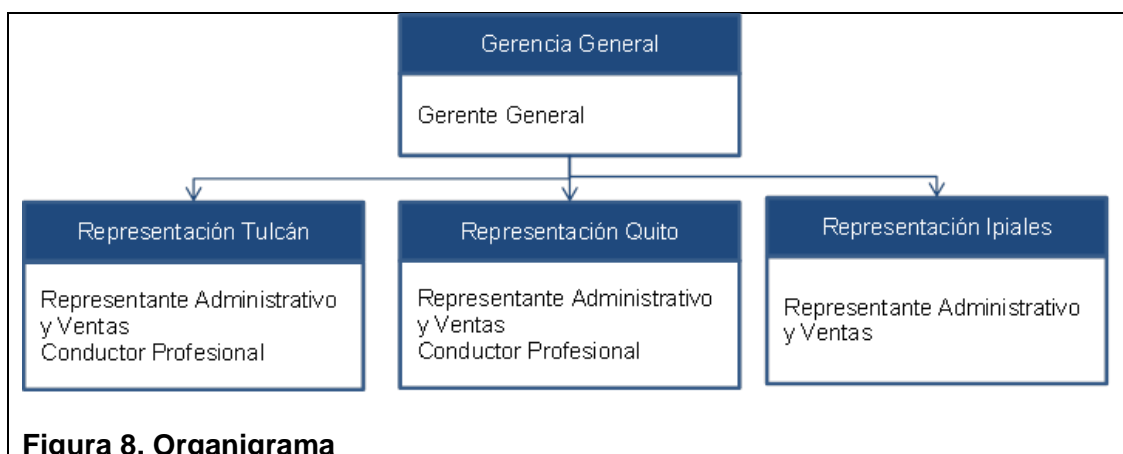 Gerencia General
Gerente General
Representación Tulcán
Representante Administrativo
y Ventas
Conductor Profesional
Representación Quito
Representante Administrativo
y Ventas
Conductor Profesional
Representación Ipiales
Representante Administrativo
y Ventas
Figura 8. Organigrama